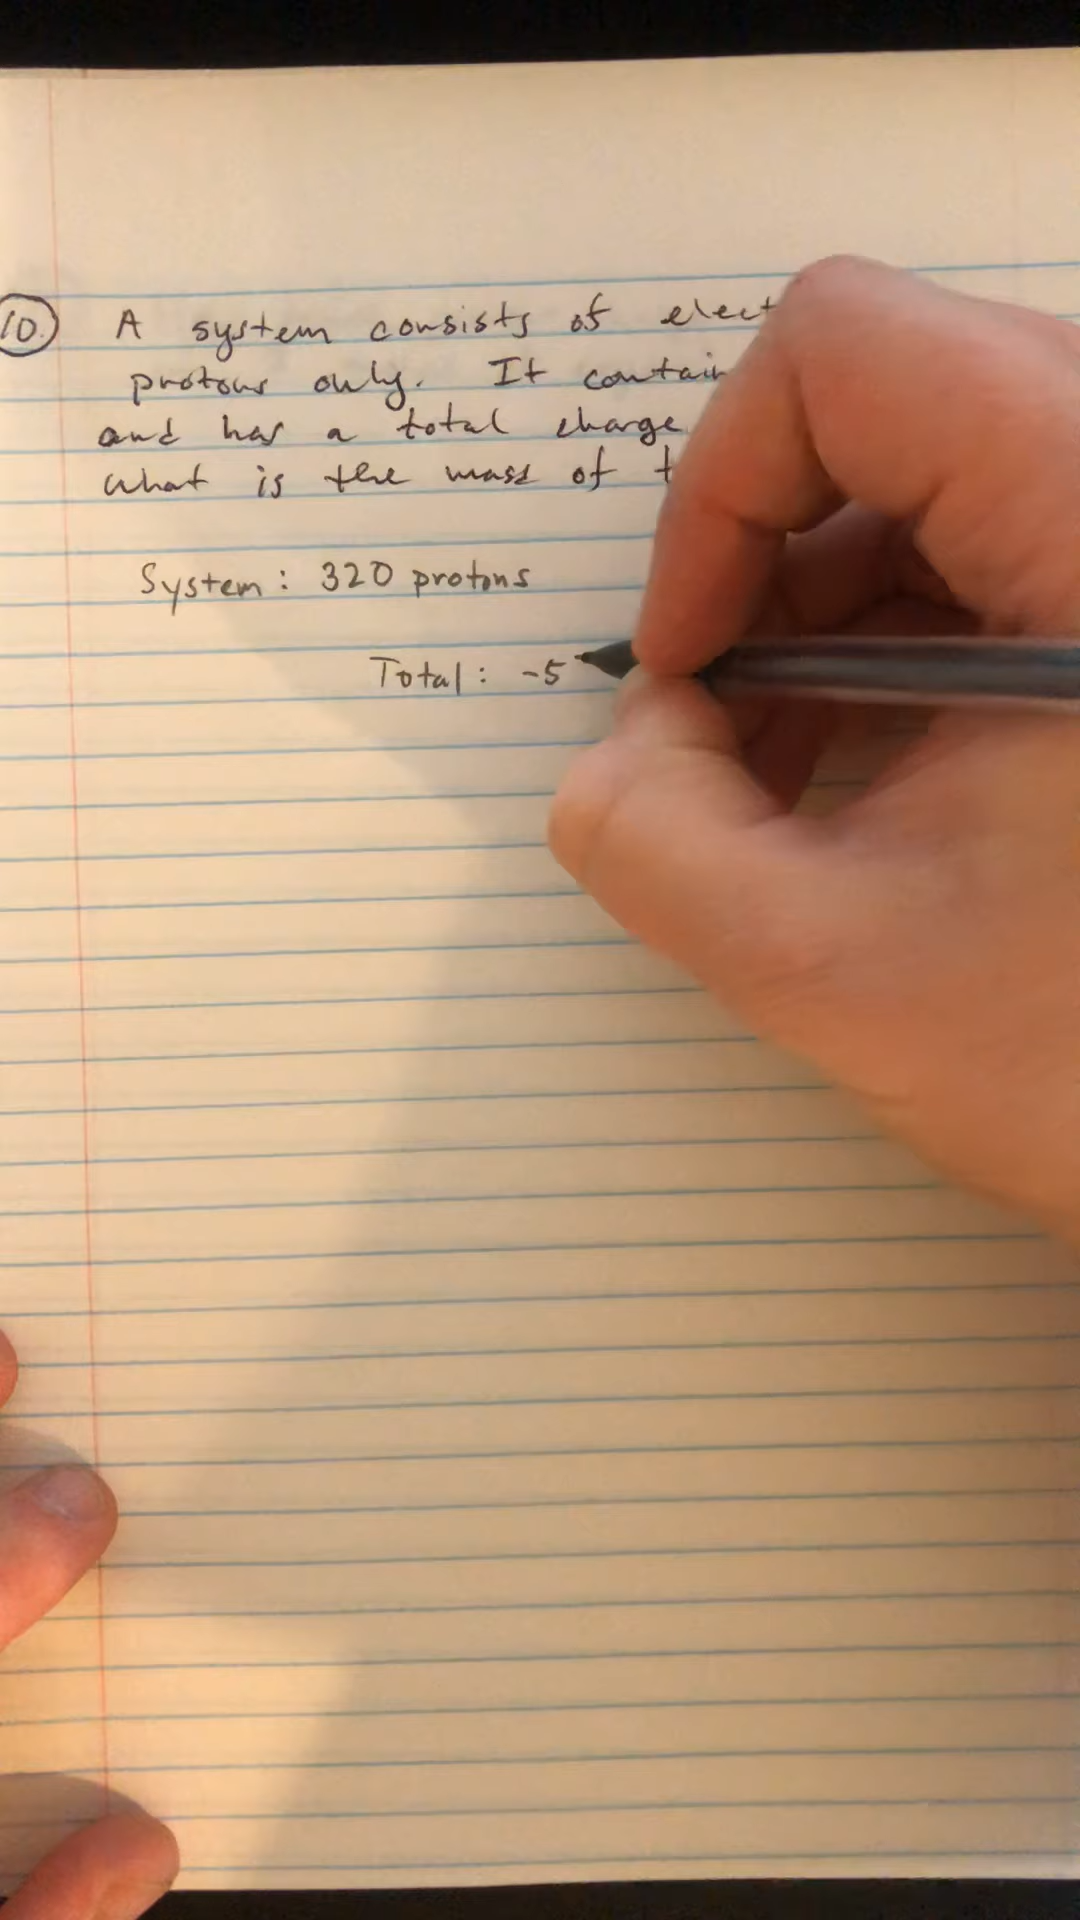 10. A system consists of elect
protons only. It contain
and has a total charge
what is the mass of t
System: 320 protons
Total: -5